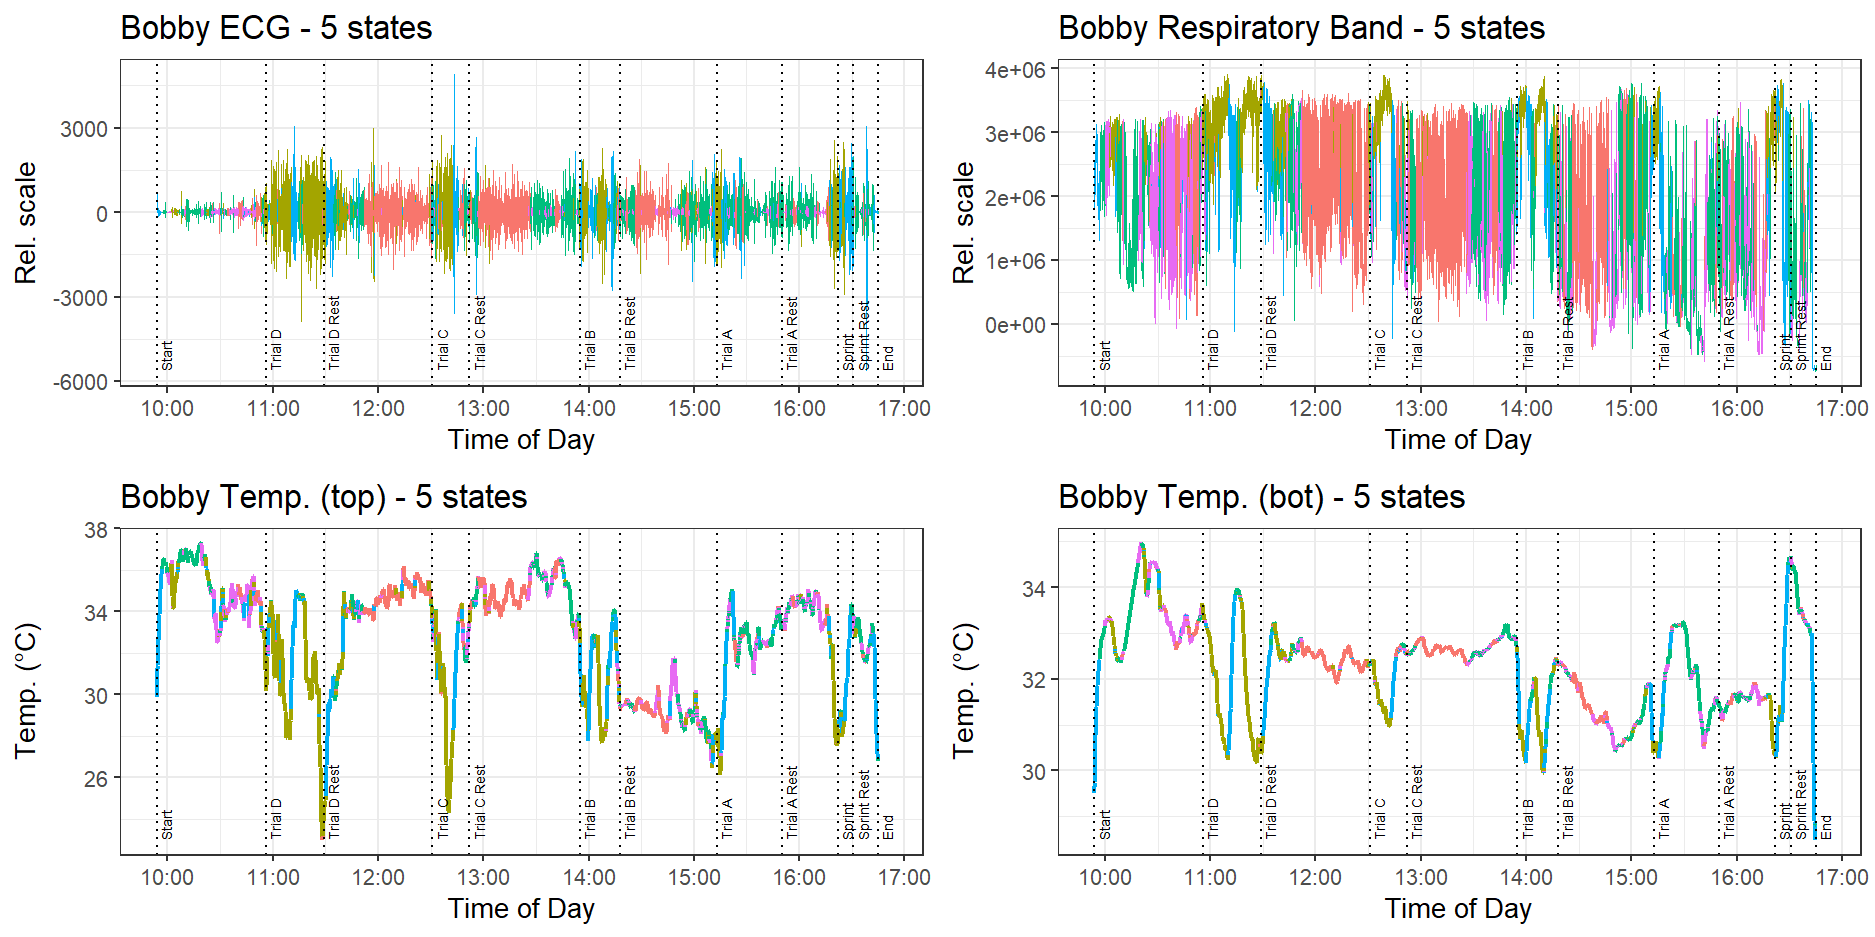 Bobby ECG - 5 states
Rel. scale
3000
0
-3000
-6000
Start
Trial D
Trial D Rest
Trial C
Trial C Rest
Trial B
Trial B Rest
Trial A
Trial A Rest
Sprint
Sprint Rest
End
10:00 11:00 12:00 13:00 14:00 15:00 16:00 17:00
Time of Day
Bobby Respiratory Band - 5 states
Rel. scale
4e+06
3e+06
2e+06
1e+06
0e+00
Start
Trial D
Trial D Rest
Trial C
Trial C Rest
Trial B
Trial B Rest
Trial A
Trial A Rest
Sprint
Sprint Rest
End
10:00 11:00 12:00 13:00 14:00 15:00 16:00 17:00
Time of Day
Bobby Temp. (top) - 5 states
Temp. (°C)
38
34
30
26
Start
Trial D
Trial D Rest
Trial C
Trial C Rest
Trial B
Trial B Rest
Trial A
Trial A Rest
Sprint
Sprint Rest
End
10:00 11:00 12:00 13:00 14:00 15:00 16:00 17:00
Time of Day
Bobby Temp. (bot) - 5 states
Temp. (°C)
34
32
30
Start
Trial D
Trial D Rest
Trial C
Trial C Rest
Trial B
Trial B Rest
Trial A
Trial A Rest
Sprint
Sprint Rest
End
10:00 11:00 12:00 13:00 14:00 15:00 16:00 17:00
Time of Day